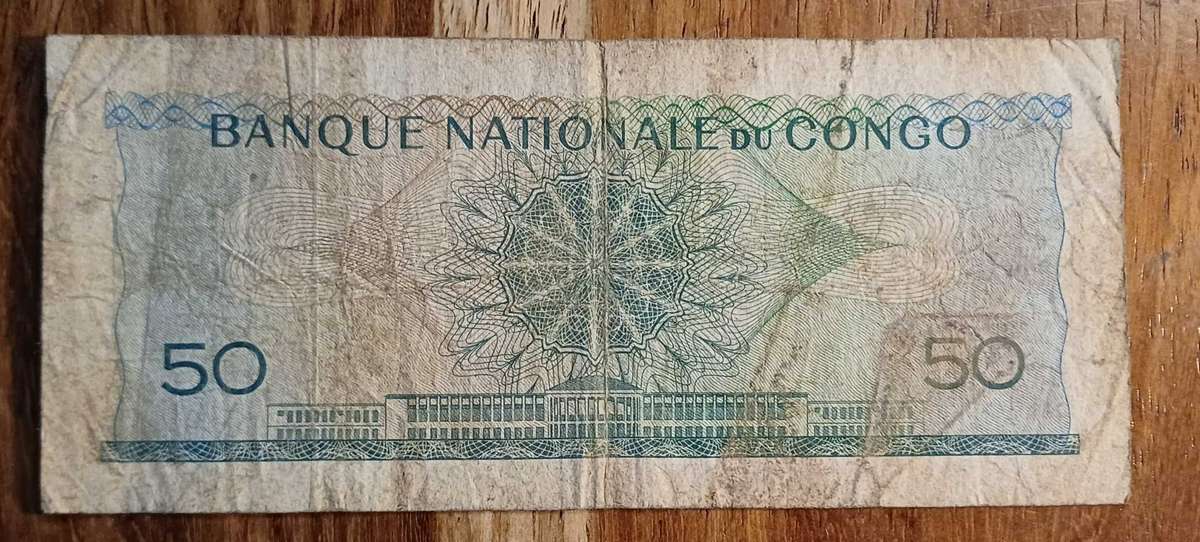 BANQUE NATIONALE DU CONGO
50 50